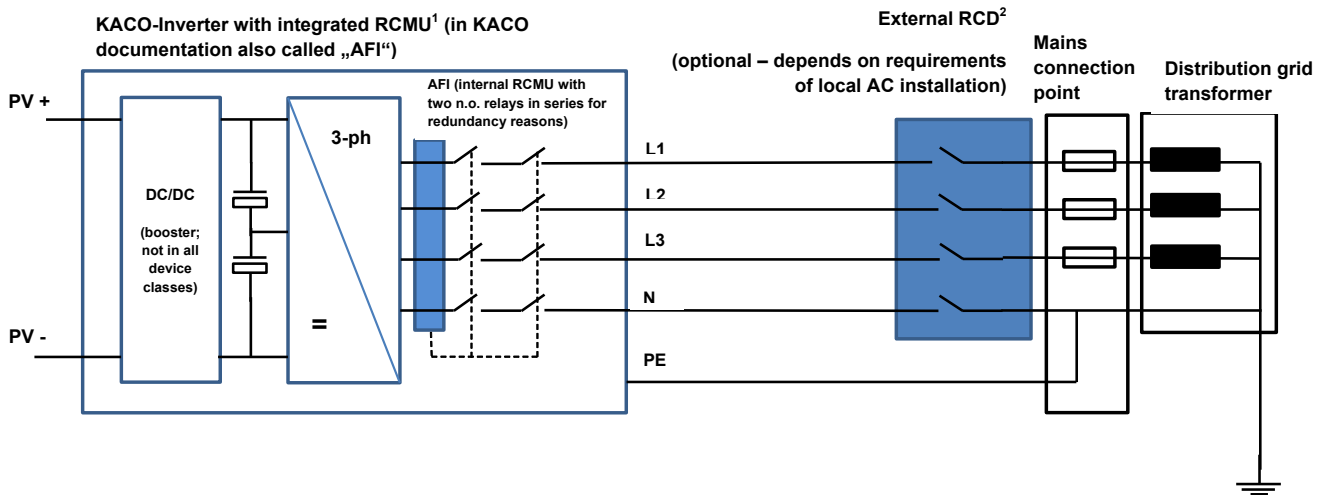 KACO-Inverter with integrated RCMU¹ (in KACO
documentation also called „AFI“)
External RCD²
(optional – depends on requirements
of local AC installation)
Mains
connection
point
Distribution grid
transformer
AFI (internal RCMU with
two n.o. relays in series for
redundancy reasons)
PV +
3-ph
L1
L2
DC/DC
(booster;
not in all
device
classes)
L3
N
=
PV -
PE